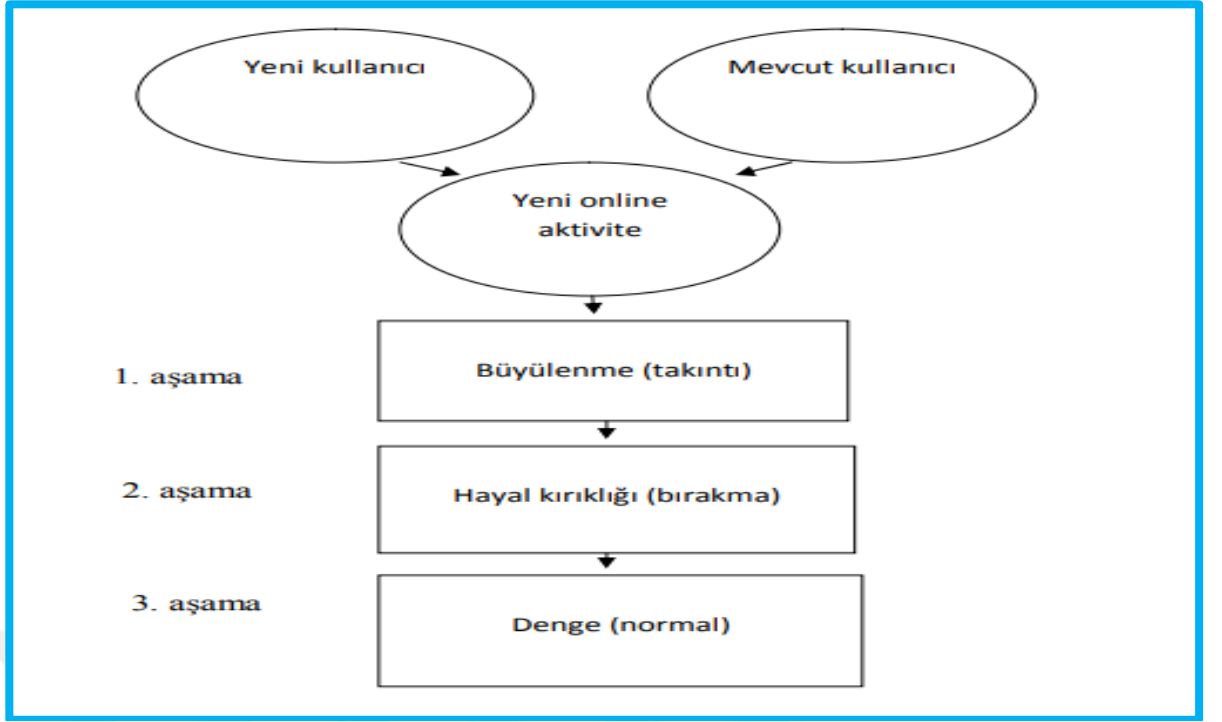 Yeni kullanıcı
Mevcut kullanıcı
Yeni online
aktivite
1. aşama
Büyülenme (takıntı)
2. aşama
Hayal kırıklığı (bırakma)
3. aşama
Denge (normal)